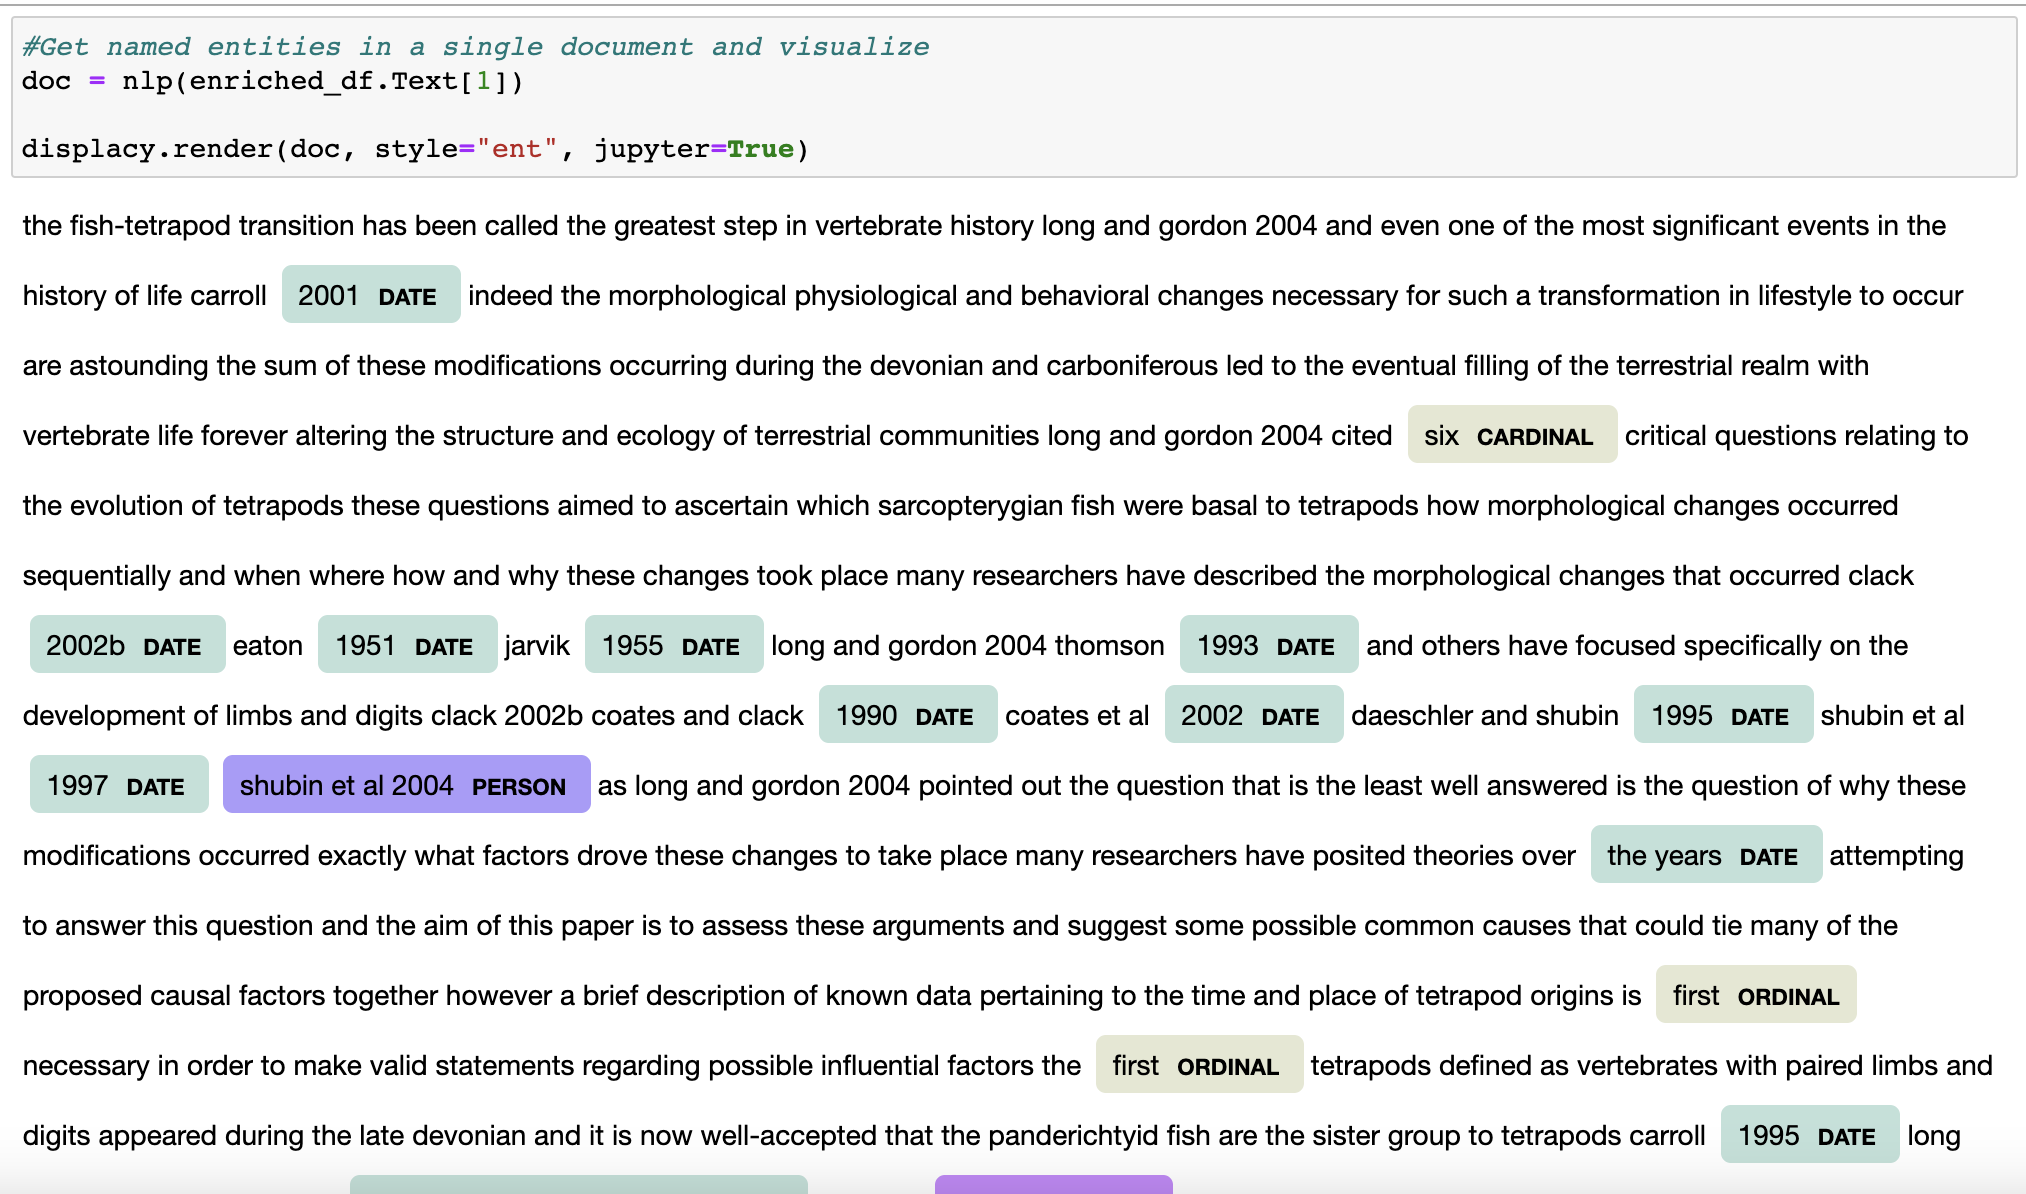 #Get named entities in a single document and visualize
doc = nlp(enriched_df.Text[1])
displacy.render(doc, style="ent", jupyter=True)
the fish-tetrapod transition has been called the greatest step in vertebrate history long and gordon 2004 and even one of the most significant events in the
history of life carroll 2001 DATE indeed the morphological physiological and behavioral changes necessary for such a transformation in lifestyle to occur
are astounding the sum of these modifications occurring during the devonian and carboniferous led to the eventual filling of the terrestrial realm with
vertebrate life forever altering the structure and ecology of terrestrial communities long and gordon 2004 cited six CARDINAL critical questions relating to
the evolution of tetrapods these questions aimed to ascertain which sarcopterygian fish were basal to tetrapods how morphological changes occurred
sequentially and when where how and why these changes took place many researchers have described the morphological changes that occurred clack
2002b DATE eaton 1951 DATE jarvik 1955 DATE long and gordon 2004 thomson 1993 DATE and others have focused specifically on the
development of limbs and digits clack 2002b coates and clack 1990 DATE coates et al 2002 DATE daeschler and shubin 1995 DATE shubin et al
1997 DATE shubin et al 2004 PERSON as long and gordon 2004 pointed out the question that is the least well answered is the question of why these
modifications occurred exactly what factors drove these changes to take place many researchers have posited theories over the years DATE attempting
to answer this question and the aim of this paper is to assess these arguments and suggest some possible common causes that could tie many of the
proposed causal factors together however a brief description of known data pertaining to the time and place of tetrapod origins is first ORDINAL
necessary in order to make valid statements regarding possible influential factors the first ORDINAL tetrapods defined as vertebrates with paired limbs and
digits appeared during the late devonian and it is now well-accepted that the panderichtyid fish are the sister group to tetrapods carroll 1995 DATE long